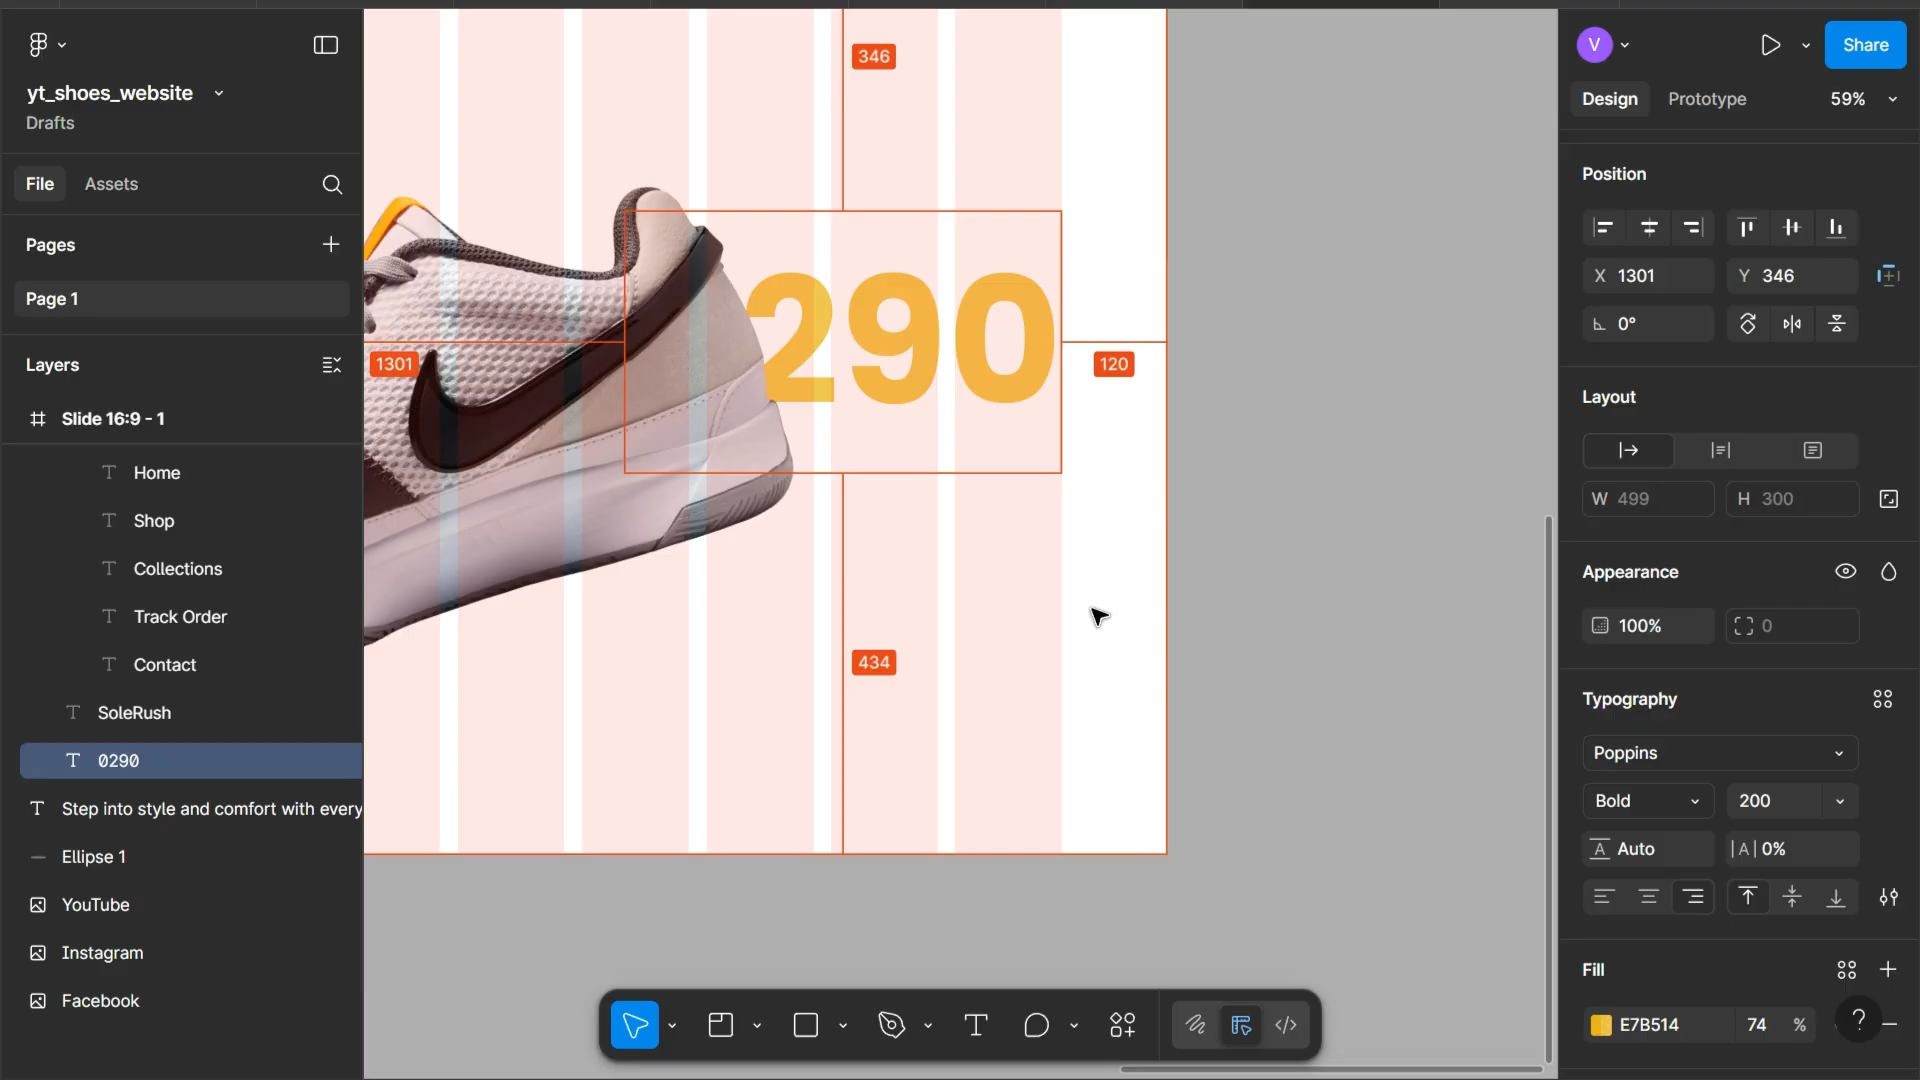 yt_shoes_website
Drafts
File
Assets
Pages
Page 1
Layers
Slide 16:9 - 1
Home
Shop
Collections
Track Order
Contact
SoleRush
0290
Step into style and comfort with every
Ellipse 1
YouTube
Instagram
Facebook
346
1301
120
434
290
V
Share
Design
Prototype
59%
Position
X 1301
Y 346
0°
Layout
W 499
H 300
Appearance
100%
0
Typography
Poppins
Bold
200
Auto
0%
Fill
E7B514
74 %
?